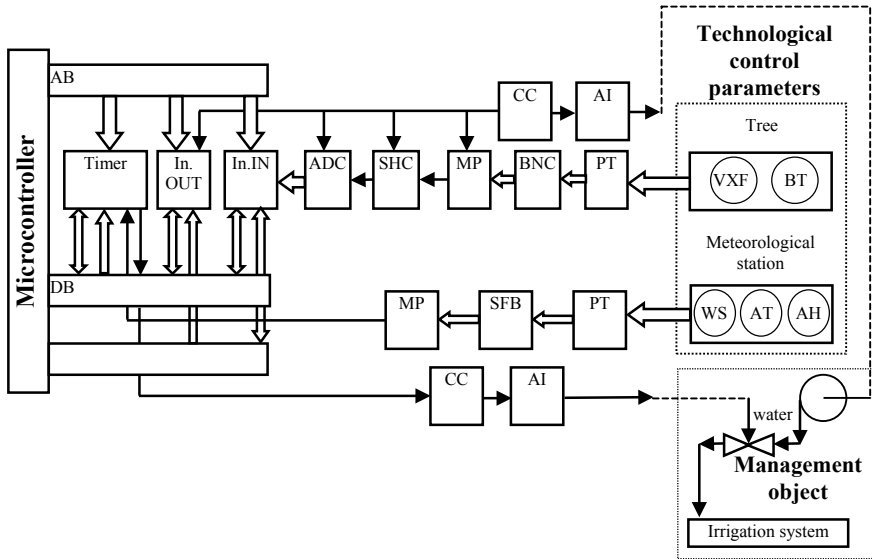 Technological
control
parameters
AB
CC
AI
Tree
Timer
In.
OUT
In.IN
ADC
SHC
MP
BNC
PT
VXF
BT
Microcontroller
Meteorological
station
DB
MP
SFB
PT
WS
AT
AH
CC
AI
water
Management
object
Irrigation system